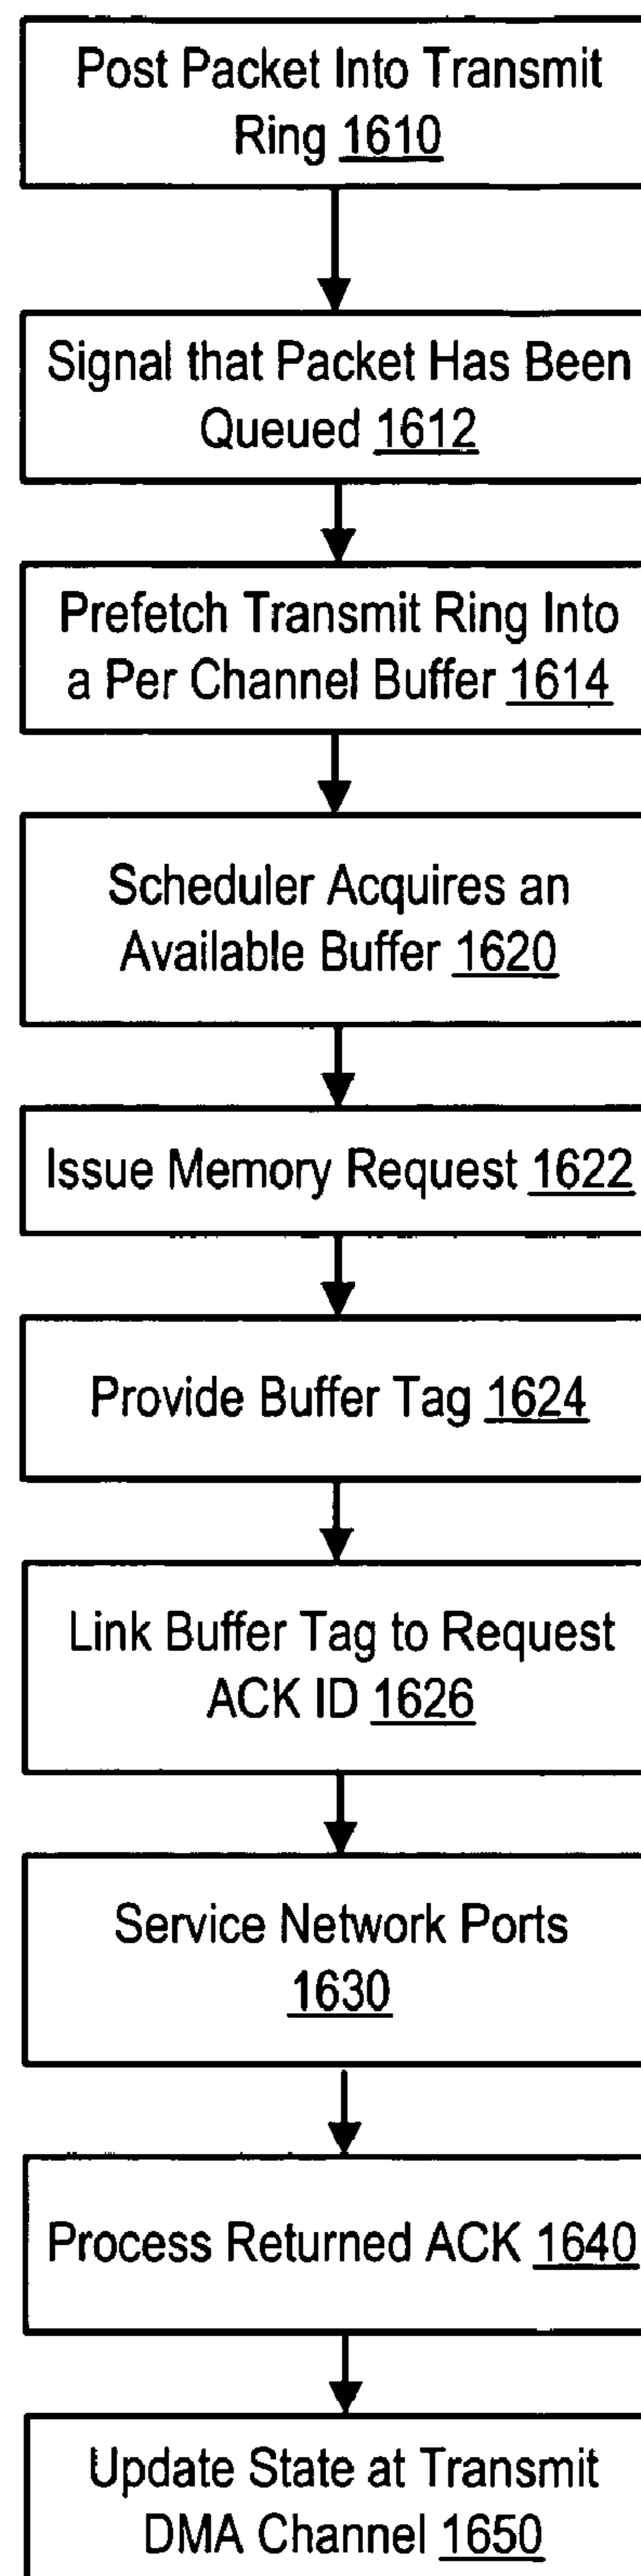 Post Packet Into Transmit
Ring 1610
Signal that Packet Has Been
Queued 1612
Prefetch Transmit Ring Into
a Per Channel Buffer 1614
Scheduler Acquires an
Available Buffer 1620
Issue Memory Request 1622
Provide Buffer Tag 1624
Link Buffer Tag to Request
ACK ID 1626
Service Network Ports
1630
Process Returned ACK 1640
Update State at Transmit
DMA Channel 1650